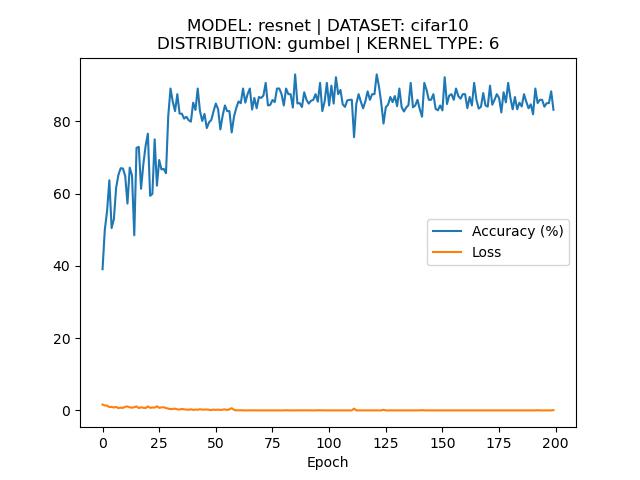 MODEL: resnet | DATASET: cifar10
DISTRIBUTION: gumbel | KERNEL TYPE: 6
80
60
40
20
0
Accuracy (%)
Loss
0 25 50 75 100 125 150 175 200
Epoch